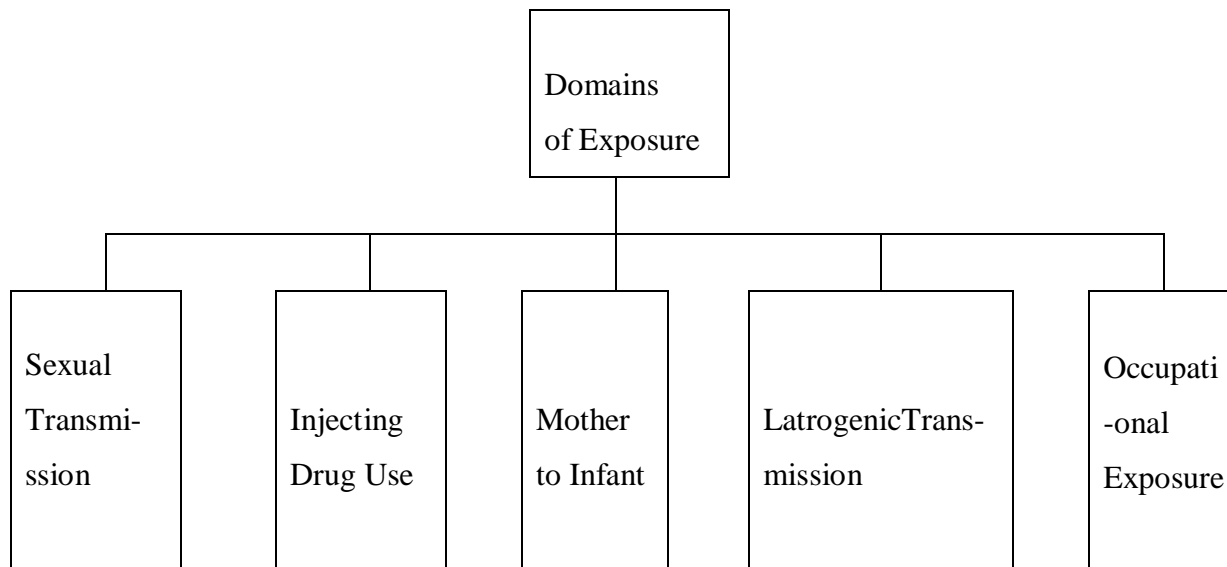 Domains
of Exposure
Sexual
Transmi-
ssion
Injecting
Drug Use
Mother
to Infant
LatrogenicTrans-
mission
Occupati
-onal
Exposure